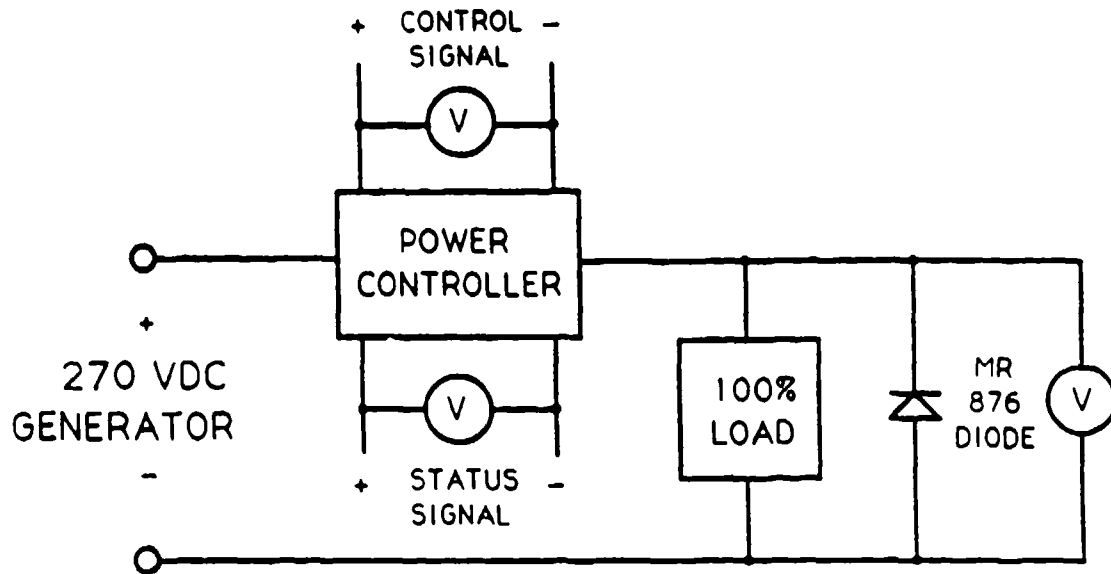 + CONTROL -
SIGNAL
V
POWER
CONTROLLER
+
270 VDC
GENERATOR
-
V
+ STATUS -
SIGNAL
100%
LOAD
MR
876
DIODE
V